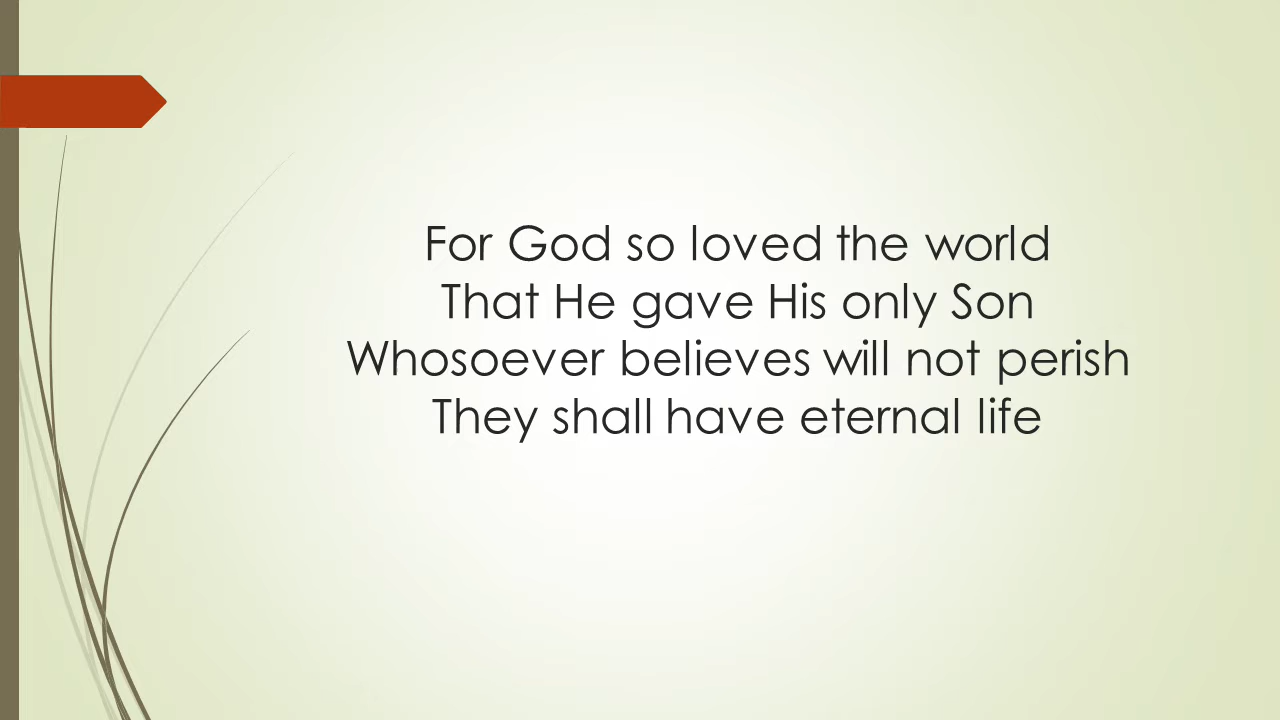 For God so loved the world
That He gave His only Son
Whosoever believes will not perish
They shall have eternal life